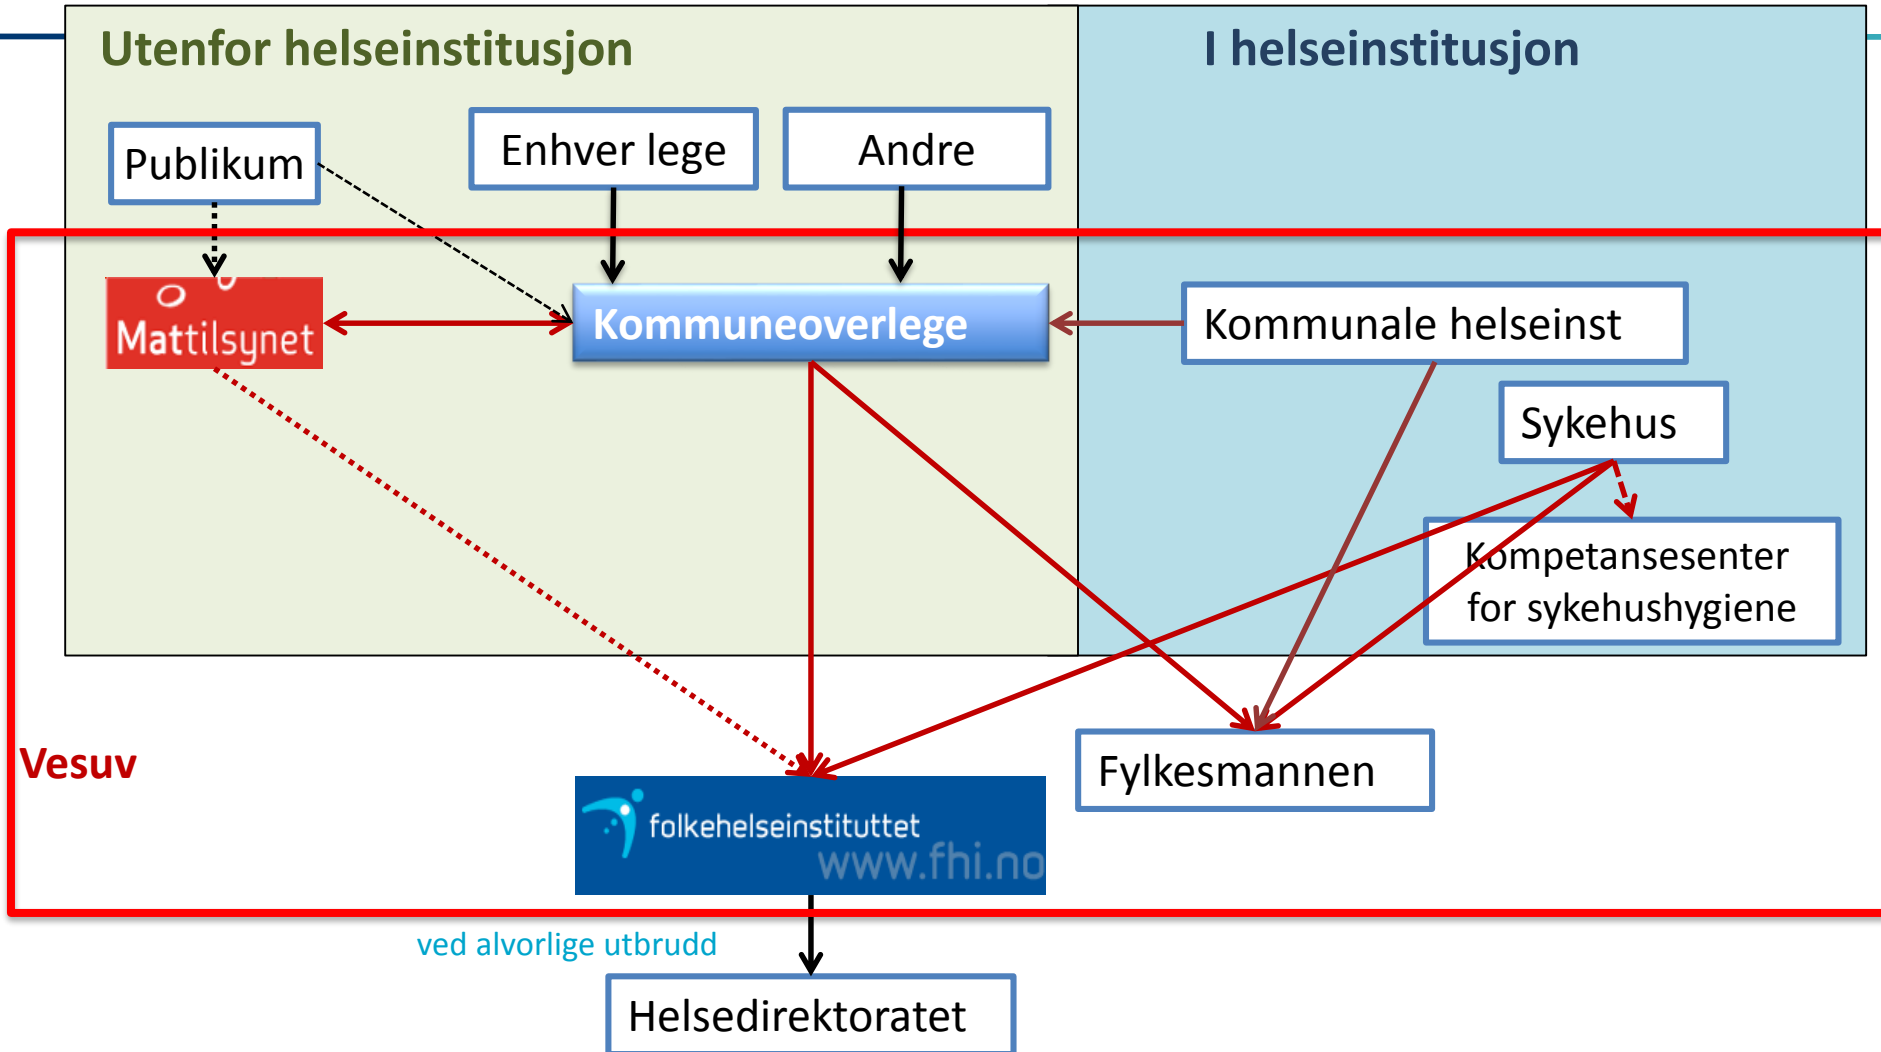 Utenfor helseinstitusjon
I helseinstitusjon
Publikum
Enhver lege
Andre
Mattilsynet
Kommuneoverlege
Kommunale helseinst
Sykehus
Kompetansesenter
for sykehushygiene
Vesuv
Fylkesmannen
folkehelseinstituttet
www.fhi.no
ved alvorlige utbrudd
Helsedirektoratet